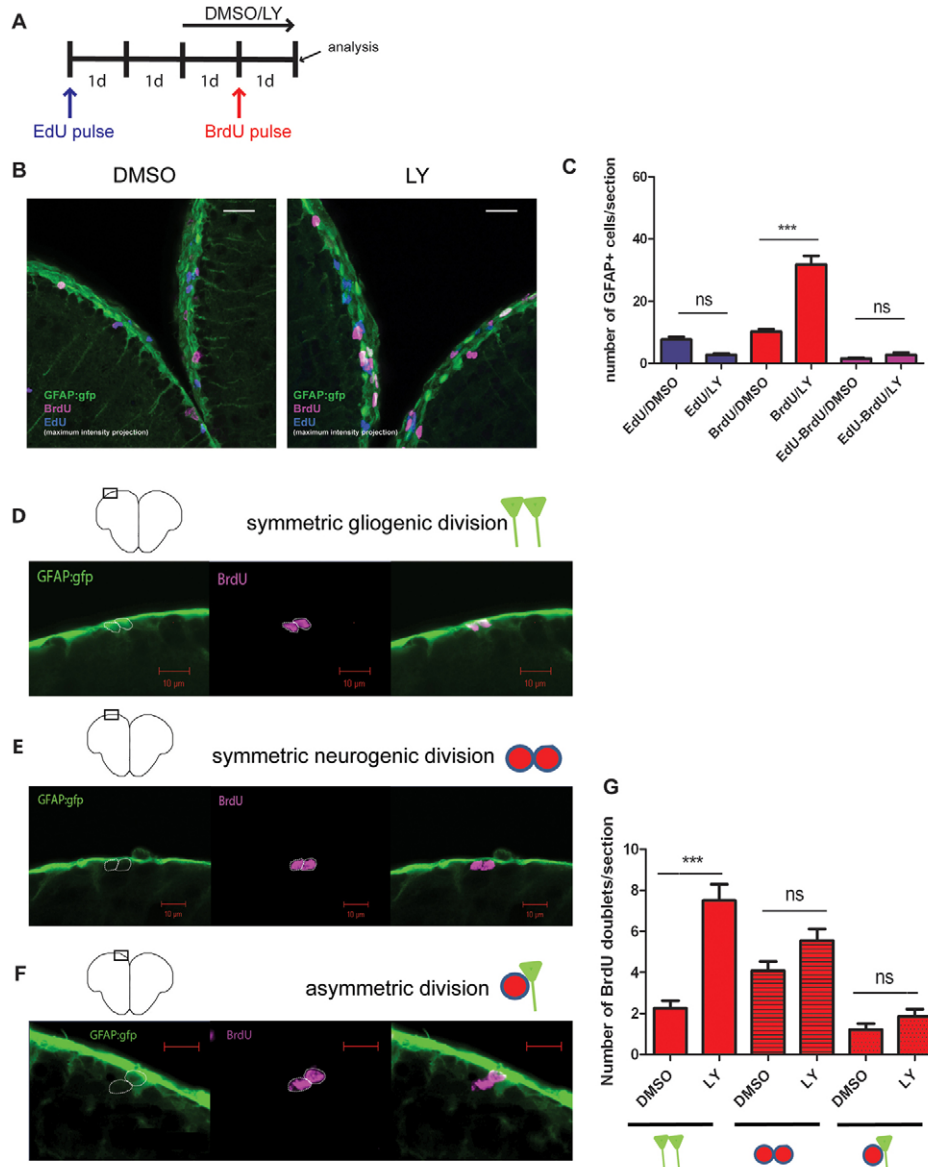 A
DMSO/LY
analysis
1d 1d 1d 1d
EdU pulse
BrdU pulse
B
DMSO
LY
GFAP:gfp
BrdU
EdU
(maximum intensity projection)
GFAP:gfp
BrdU
EdU
(maximum intensity projection)
C
number of GFAP+ cells/section
60
40
20
0
ns
***
ns
EdU/DMSO
EdU/LY
BrdU/DMSO
BrdU/LY
EdU-BrdU/DMSO
EdU-BrdU/LY
D
symmetric gliogenic division
GFAP:gfp
BrdU
10 µm
10 µm
10 µm
E
symmetric neurogenic division
GFAP:gfp
BrdU
10 µm
10 µm
10 µm
F
asymmetric division
GFAP:gfp
BrdU
G
Number of BrdU doublets/section
10
8
6
4
2
0
***
ns
ns
DMSO
LY
DMSO
LY
DMSO
LY